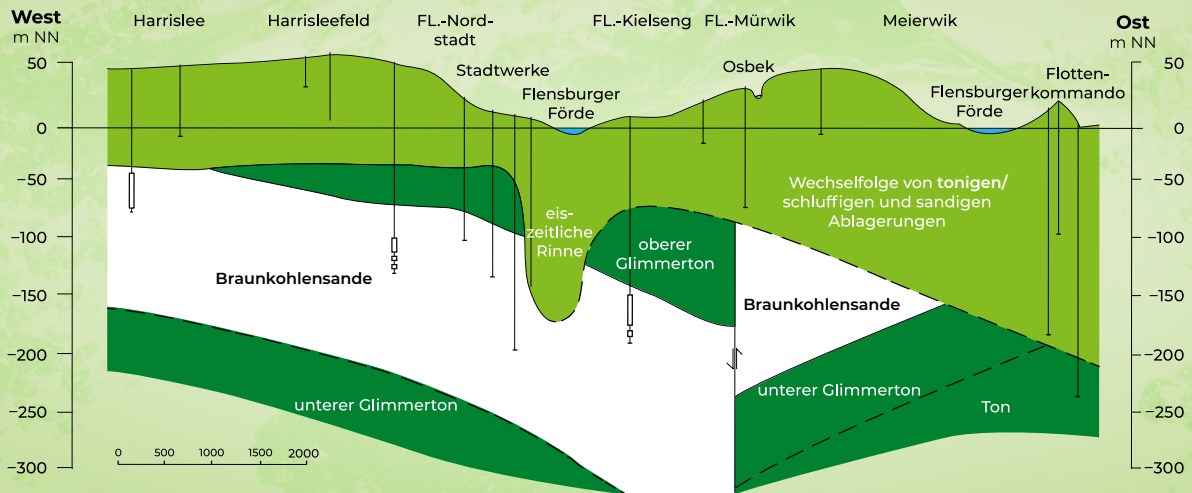 West
m NN
Harrislee
Harrisleefeld
FL.-Nord-
stadt
FL.-Kielseng
FL.-Mürwik
Meierwik
Ost
m NN
Stadtwerke
Flensburger
Förde
Osbek
Flensburger
Förde
Flotten-
kommando
50
0
−50
−100
−150
−200
−250
−300
50
0
−50
−100
−150
−200
−250
−300
Wechselfolge von tonigen/
schluffigen und sandigen
Ablagerungen
eis-
zeitliche
Rinne
oberer
Glimmerton
Braunkohlensande
Braunkohlensande
unterer Glimmerton
unterer Glimmerton
Ton
0 500 1000 1500 2000